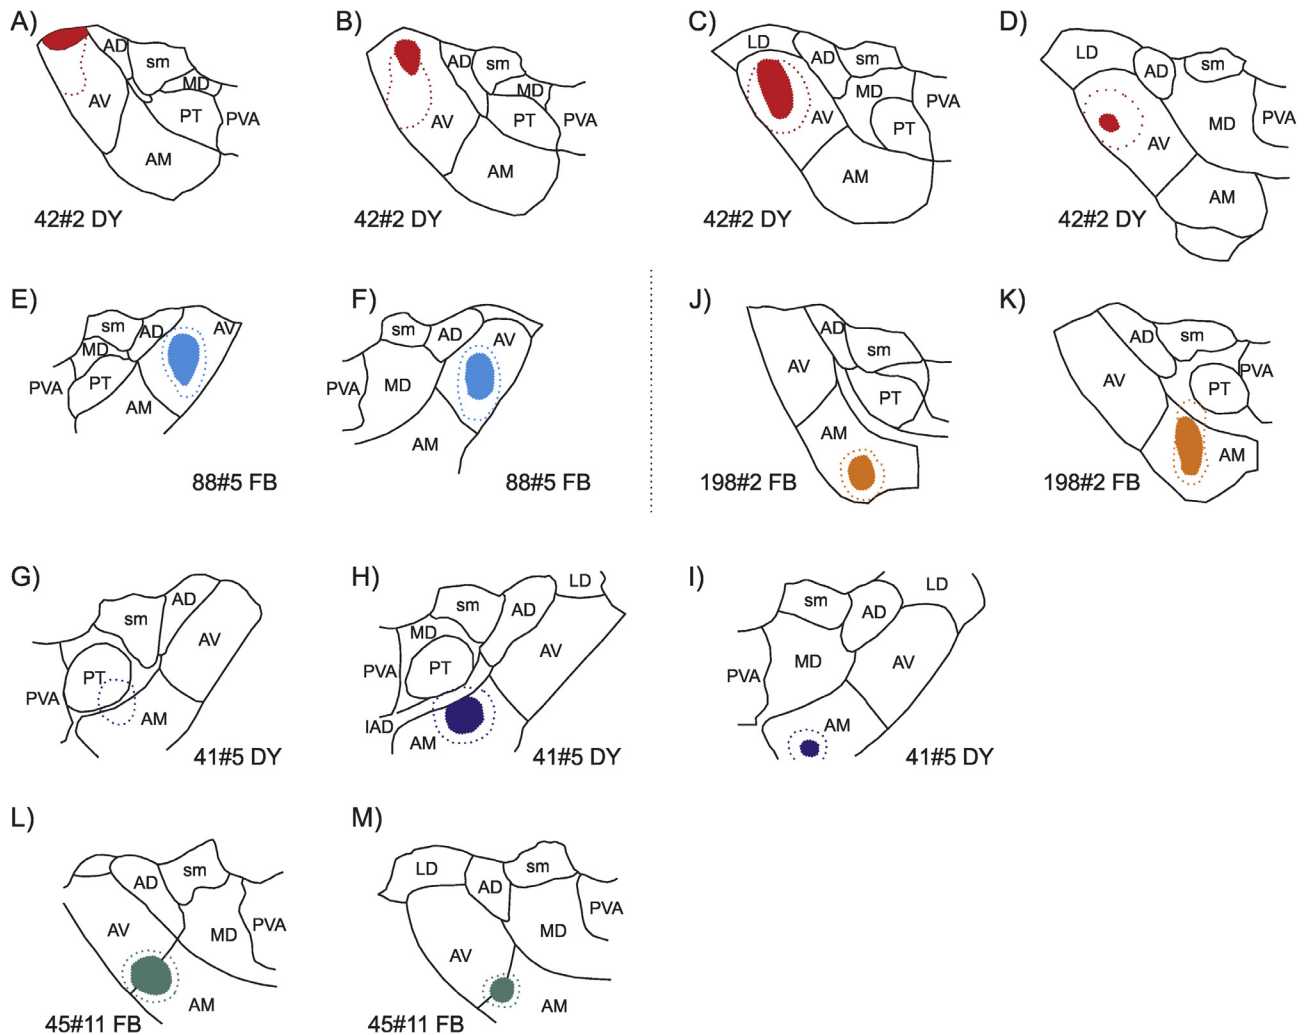 A) B) C) D)
AD sm MD AV PT PVA AM
42#2 DY
AD sm MD AV PT PVA AM
42#2 DY
LD AD sm MD PVA AV PT AM
42#2 DY
LD AD sm PVA AV MD AM
42#2 DY
E) F) J) K)
sm AD AV MD PVA PT AM
88#5 FB
sm AD AV PVA MD AM
88#5 FB
AD sm AV PT AM
198#2 FB
AD sm PVA AV PT AM
198#2 FB
G) H) I)
AD sm AV PT PVA AM
41#5 DY
LD sm AD MD AV PVA PT IAD AM
41#5 DY
LD sm AD PVA MD AV AM
41#5 DY
L) M)
sm AD AV MD PVA AM
45#11 FB
LD sm AD PVA MD AV AM
45#11 FB